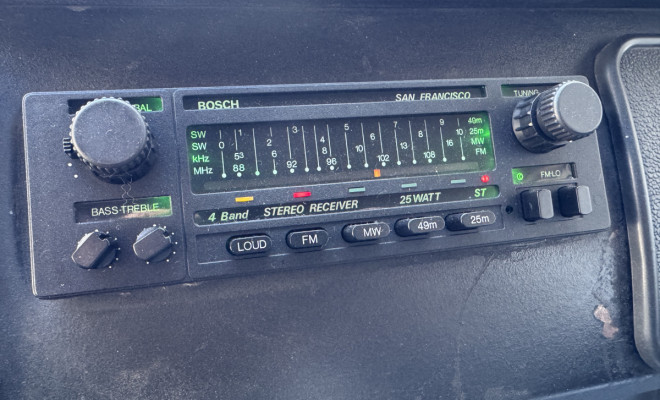 BAL
BOSCH
SAN FRANCISCO
TUNING
SW 0 1 2 3 4 5 6 7 8 9 10 49m
SW 25m
kHz 53 6 8 10 13 16 MW
MHz 88 92 96 102 108 FM
BASS-TREBLE
4 Band STEREO RECEIVER 25 WATT ST
FM-LO
LOUD FM MW 49m 25m